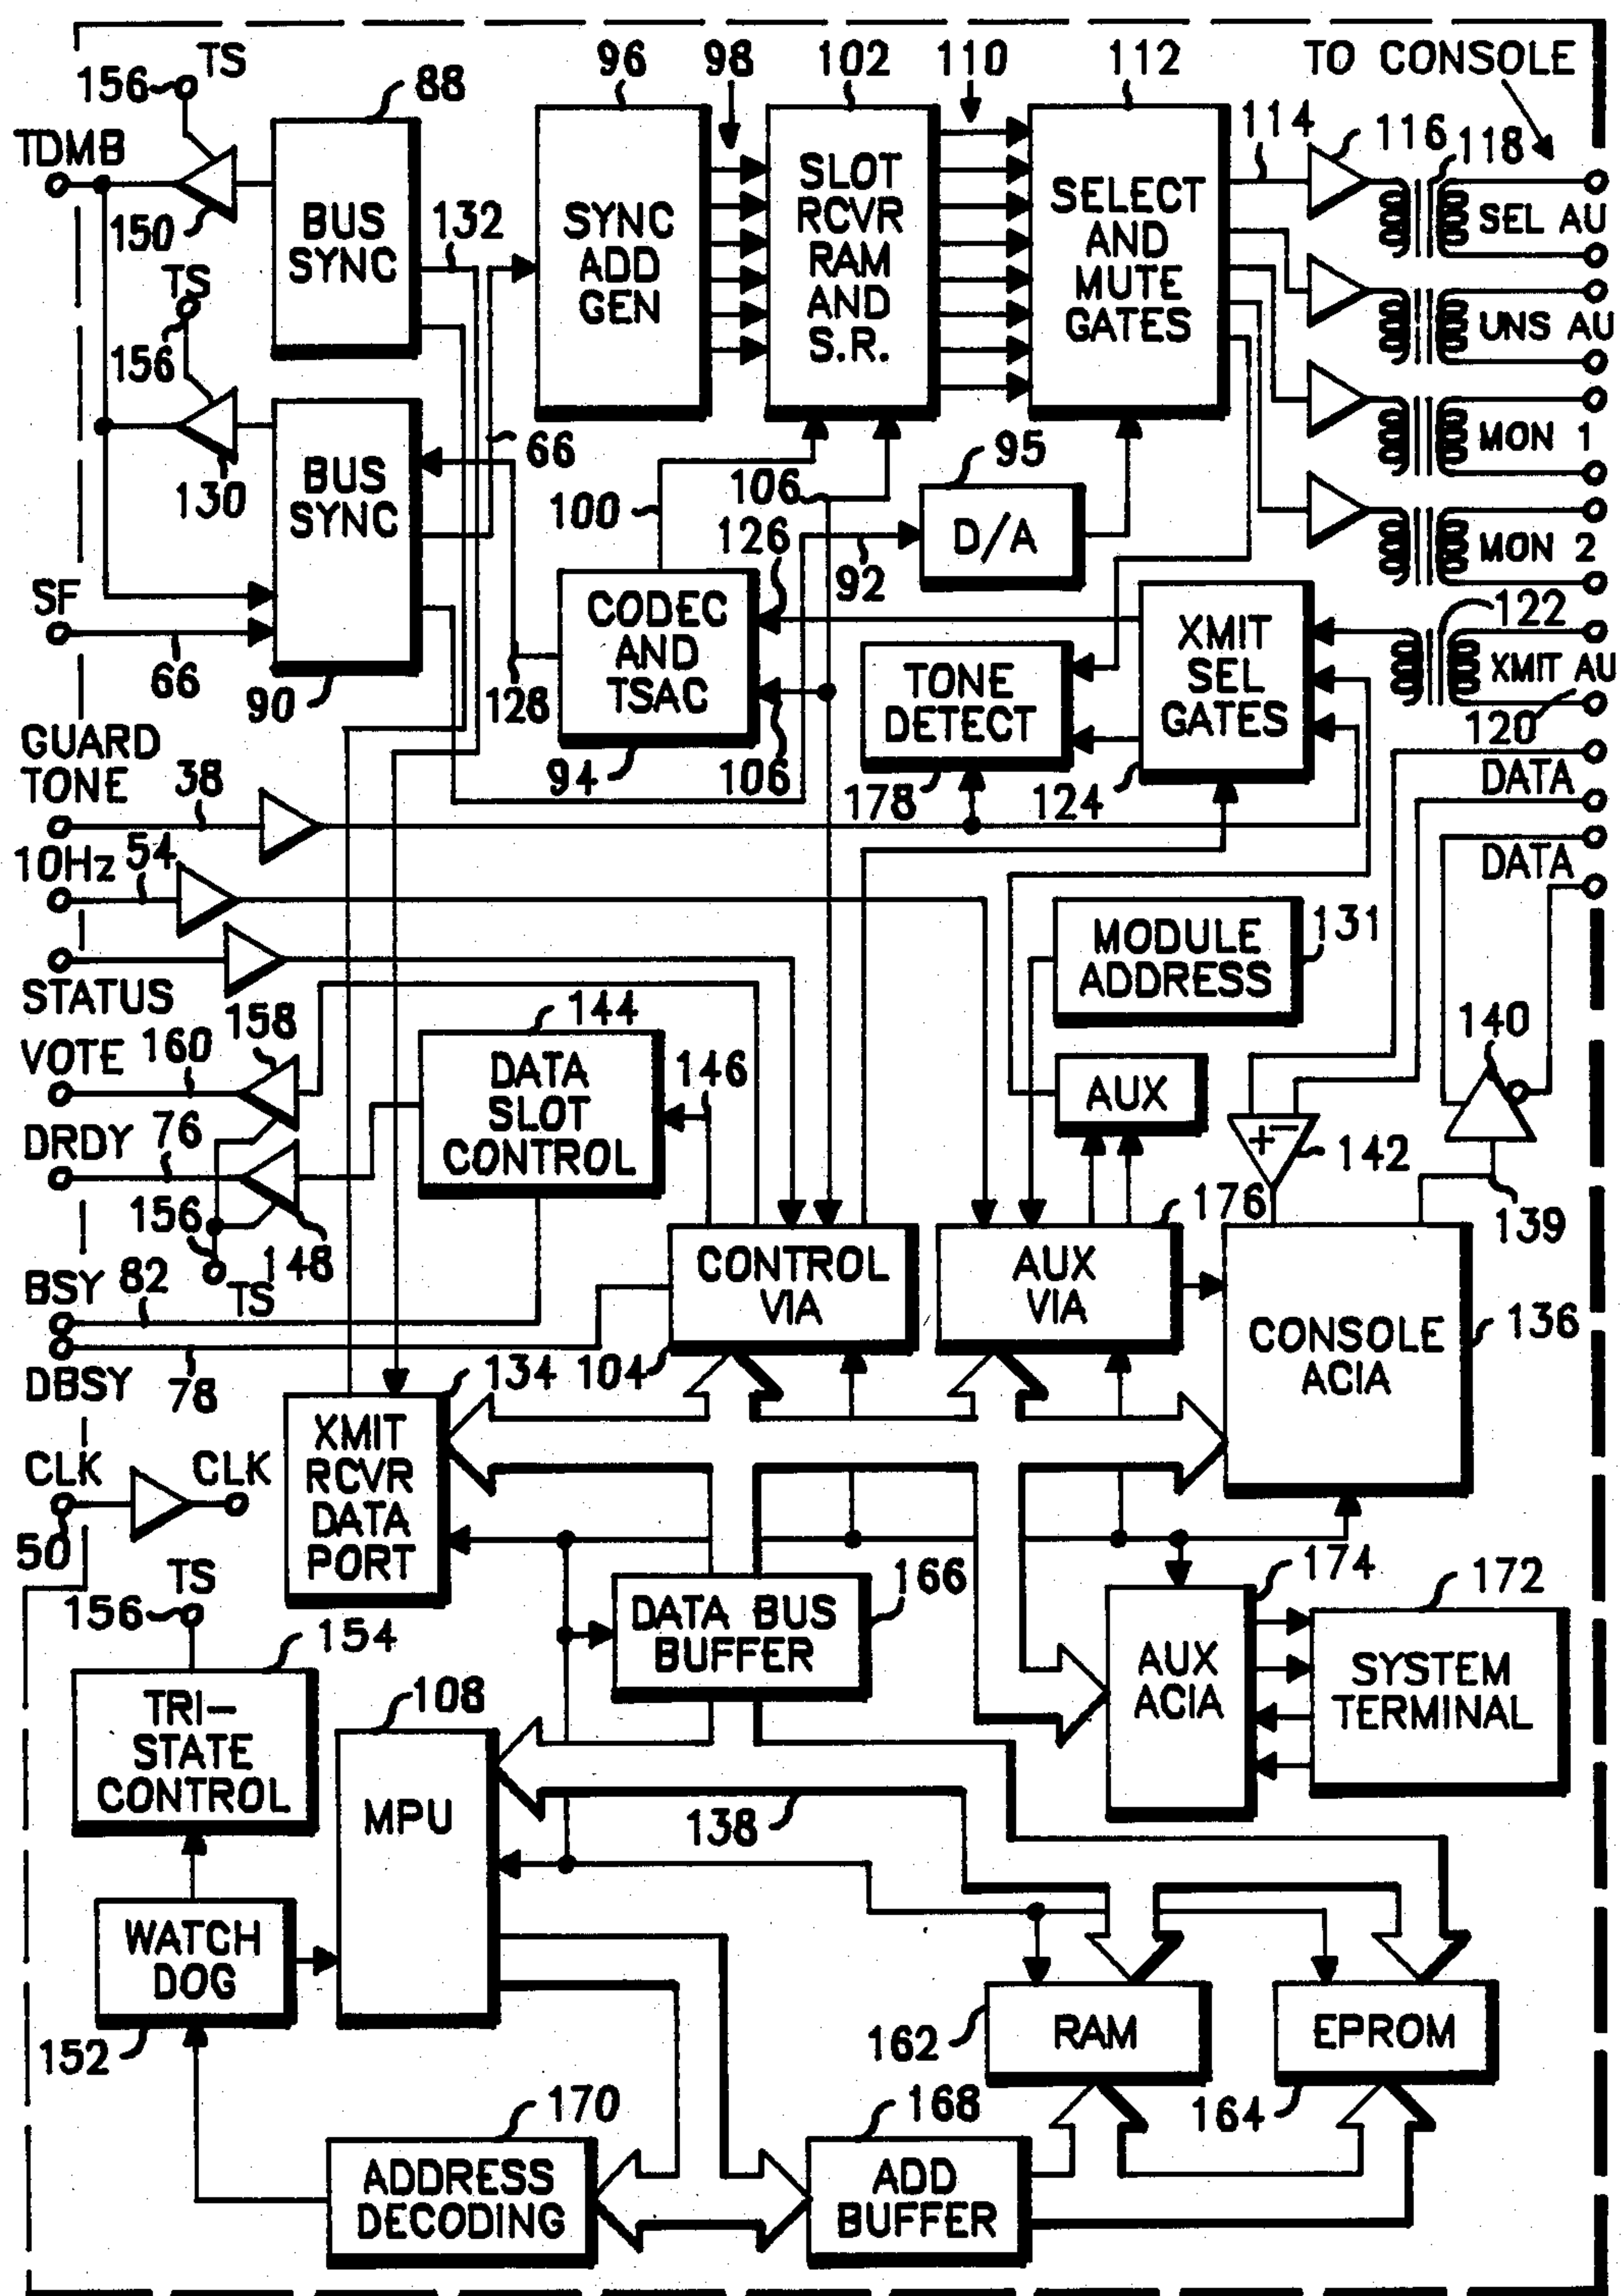 TS
156
88
96
98
102
110
112
TO CONSOLE
TDMB
150
BUS
SYNC
132
SYNC
ADD
GEN
SLOT
RCVR
RAM
AND
S.R.
SELECT
AND
MUTE
GATES
114
116
118
SEL AU
UNS AU
MON 1
MON 2
TS
156
130
BUS
SYNC
66
100
106
126
95
D/A
92
SF
66
90
128
CODEC
AND
TSAC
94
106
TONE
DETECT
178
XMIT
SEL
GATES
124
122
XMIT AU
120
DATA
DATA
GUARD
TONE
38
10Hz
54
STATUS
MODULE
ADDRESS
131
158
144
VOTE
160
DATA
SLOT
CONTROL
146
AUX
140
142
139
DRDY
76
156
TS
148
BSY
82
DBSY
78
CONTROL
VIA
104
AUX
VIA
176
CONSOLE
ACIA
136
134
XMIT
RCVR
DATA
PORT
CLK
CLK
50
TS
156
154
TRI-
STATE
CONTROL
108
MPU
DATA BUS
BUFFER
166
138
174
AUX
ACIA
172
SYSTEM
TERMINAL
WATCH
DOG
152
162
RAM
EPROM
164
170
ADDRESS
DECODING
168
ADD
BUFFER